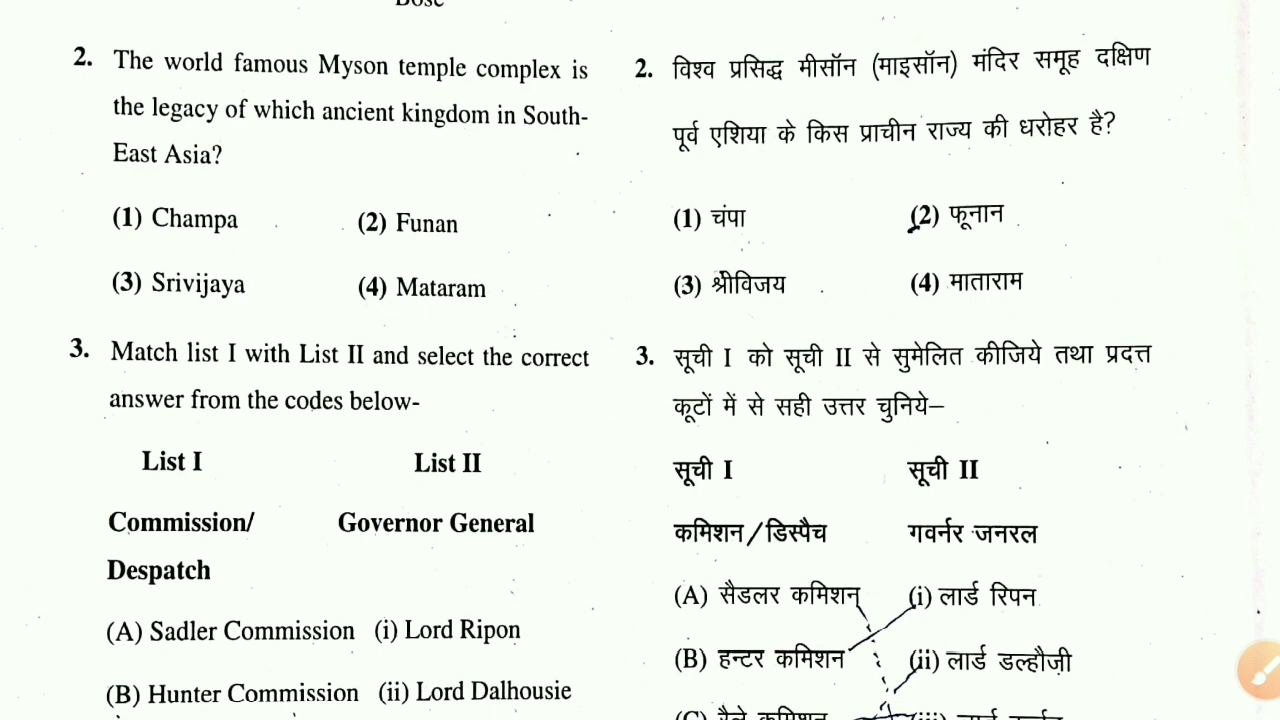 2. The world famous Myson temple complex is
the legacy of which ancient kingdom in South-
East Asia?
(1) Champa (2) Funan
(3) Srivijaya (4) Mataram
3. Match list I with List II and select the correct
answer from the codes below-
List I List II
Commission/ Governor General
Despatch
(A) Sadler Commission (i) Lord Ripon
(B) Hunter Commission (ii) Lord Dalhousie
2. विश्व प्रसिद्ध मीसॉन (माइसॉन) मंदिर समूह दक्षिण
पूर्व एशिया के किस प्राचीन राज्य की धरोहर है?
(1) चंपा (2) फूनान
(3) श्रीविजय (4) माताराम
3. सूची I को सूची II से सुमेलित कीजिये तथा प्रदत्त
कूटों में से सही उत्तर चुनिये–
सूची I सूची II
कमिशन/डिस्पैच गवर्नर जनरल
(A) सैडलर कमिशन (i) लार्ड रिपन
(B) हन्टर कमिशन (ii) लार्ड डल्हौज़ी